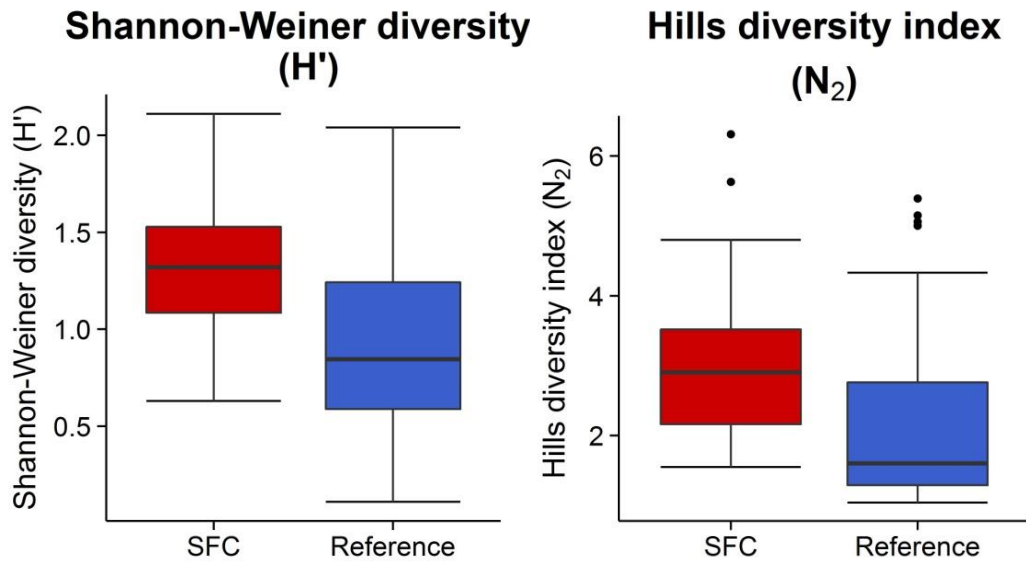 Shannon-Weiner diversity
(H')
Shannon-Weiner diversity (H')
2.0
1.5
1.0
0.5
SFC Reference
Hills diversity index
(N₂)
Hills diversity index (N₂)
6
4
2
SFC Reference